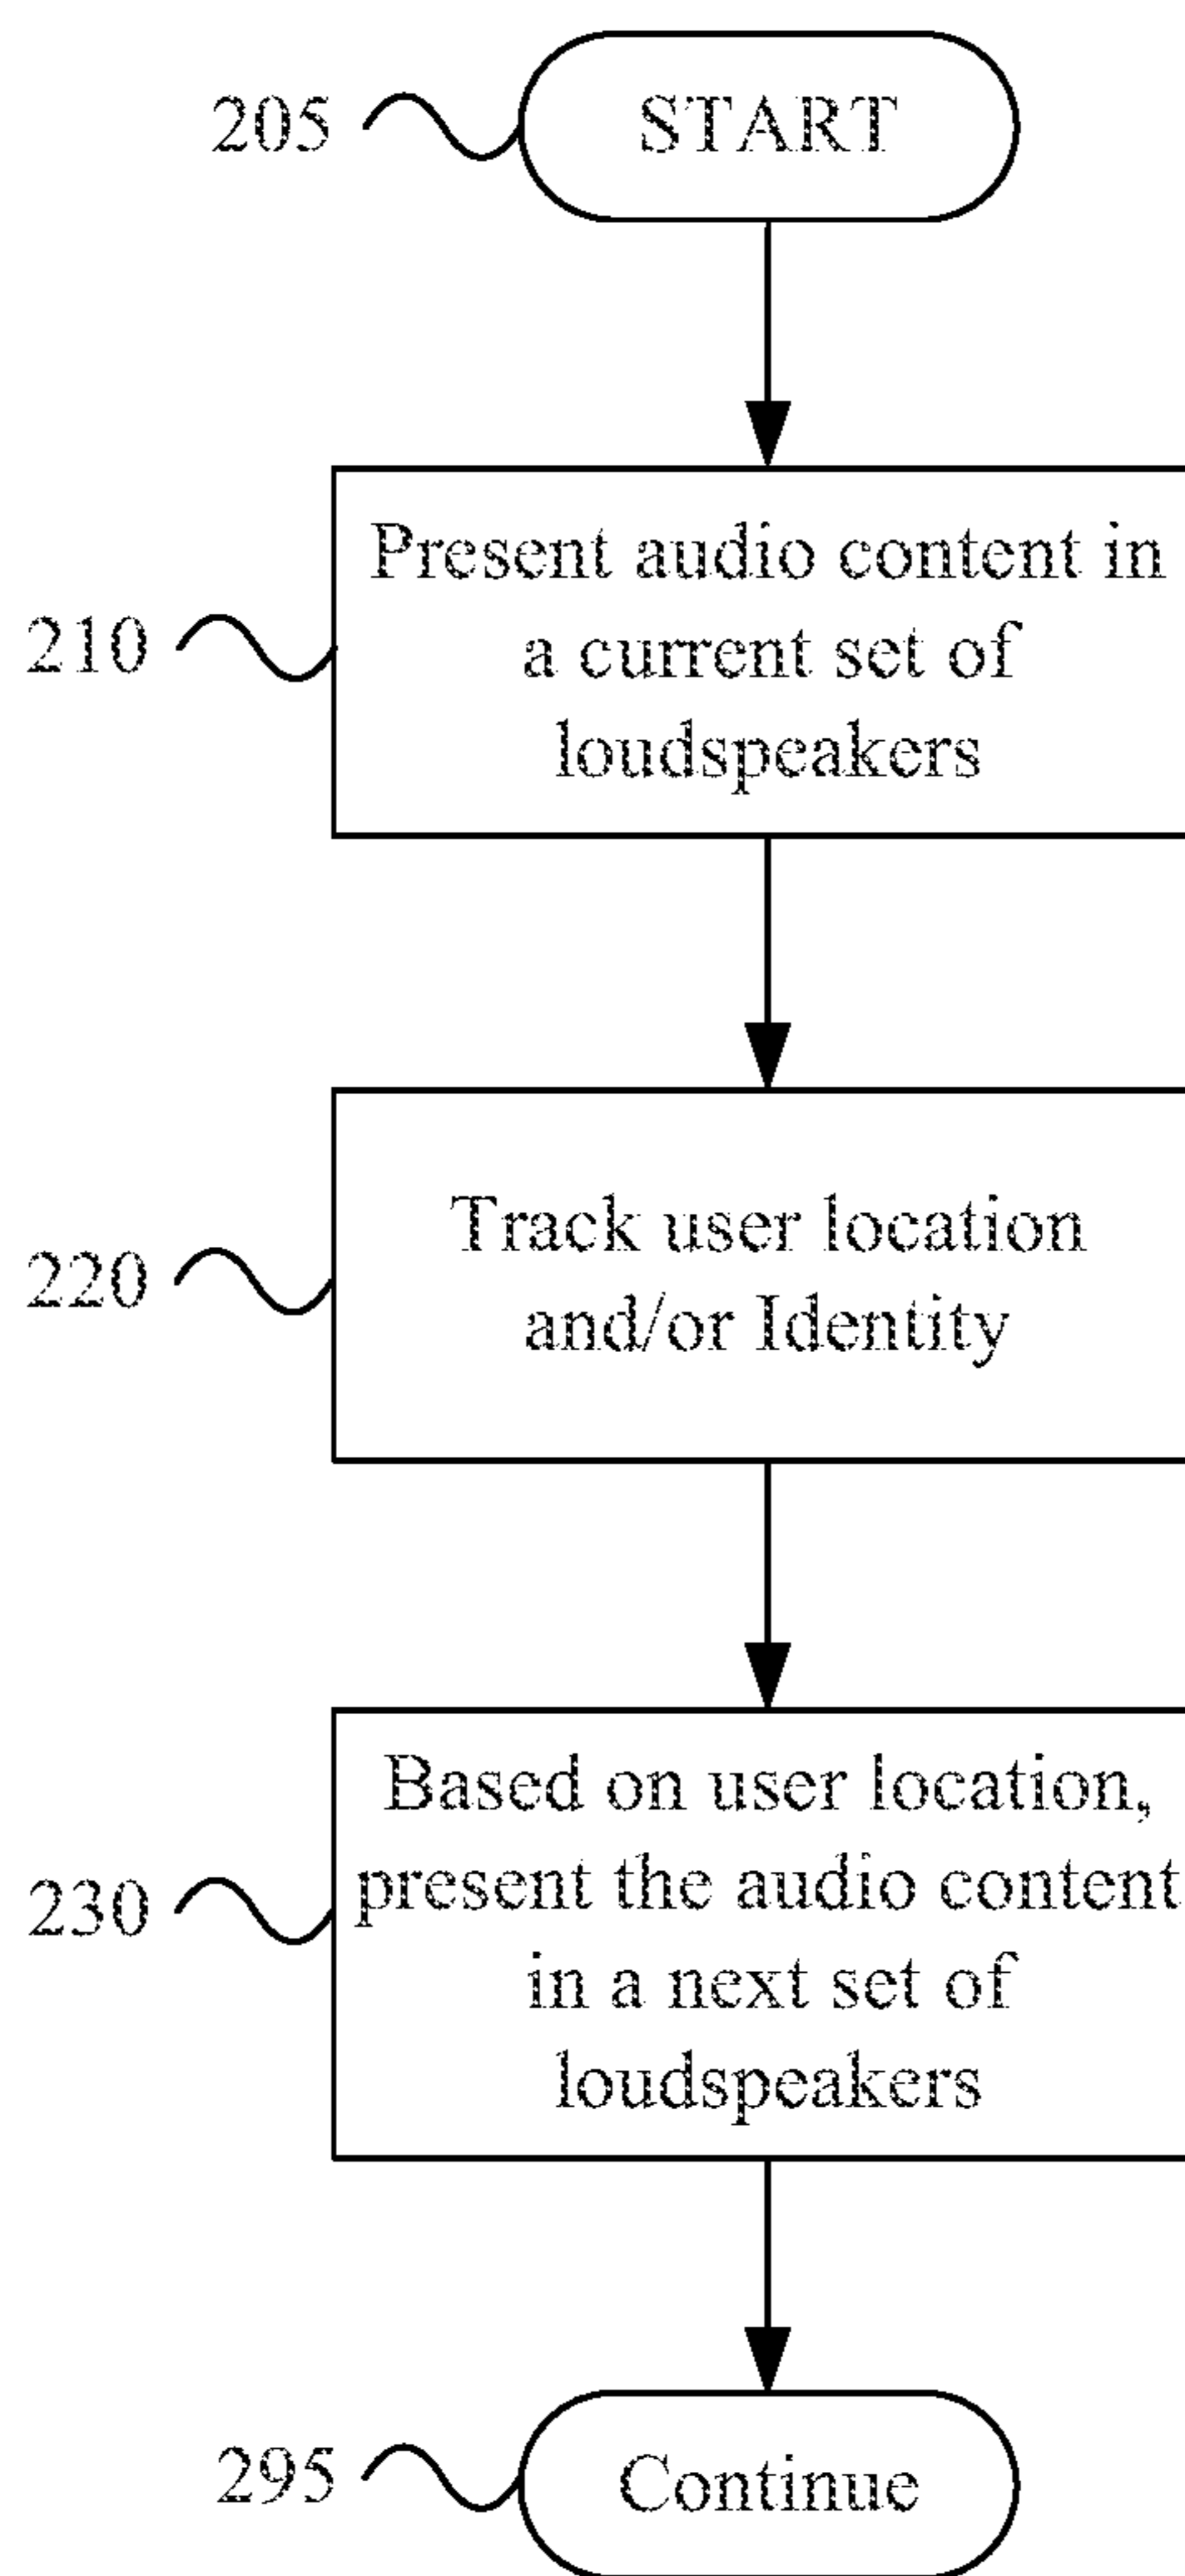 205
START
210
Present audio content in
a current set of
loudspeakers
220
Track user location
and/or Identity
230
Based on user location,
present the audio content
in a next set of
loudspeakers
295
Continue